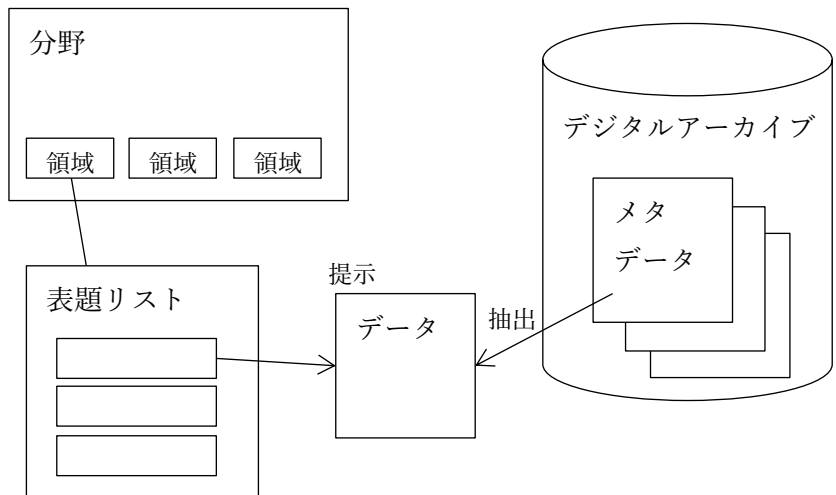 分野
領域
領域
領域
表題リスト
提示
データ
抽出
デジタルアーカイブ
メタ
データ